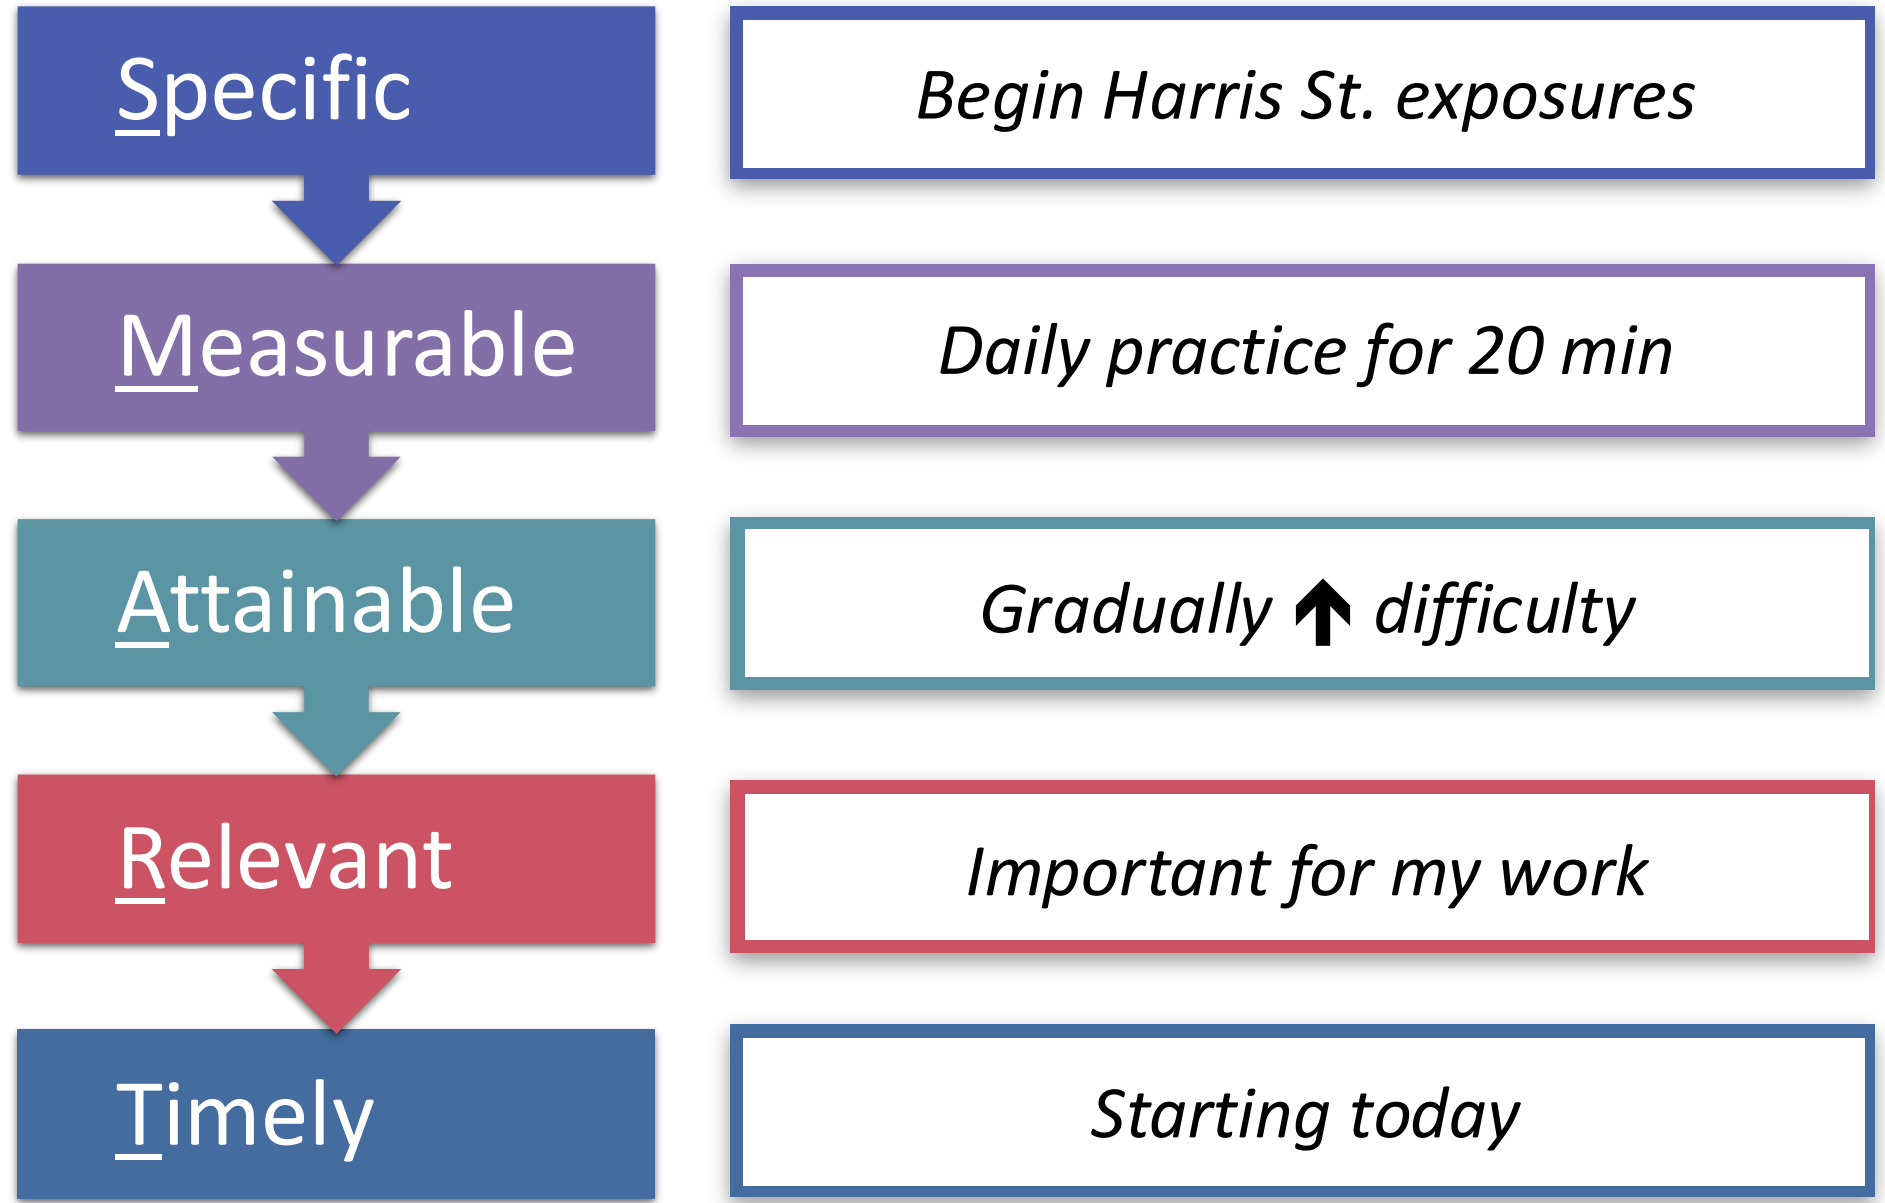 Specific
Begin Harris St. exposures
Measurable
Daily practice for 20 min
Attainable
Gradually ↑ difficulty
Relevant
Important for my work
Timely
Starting today